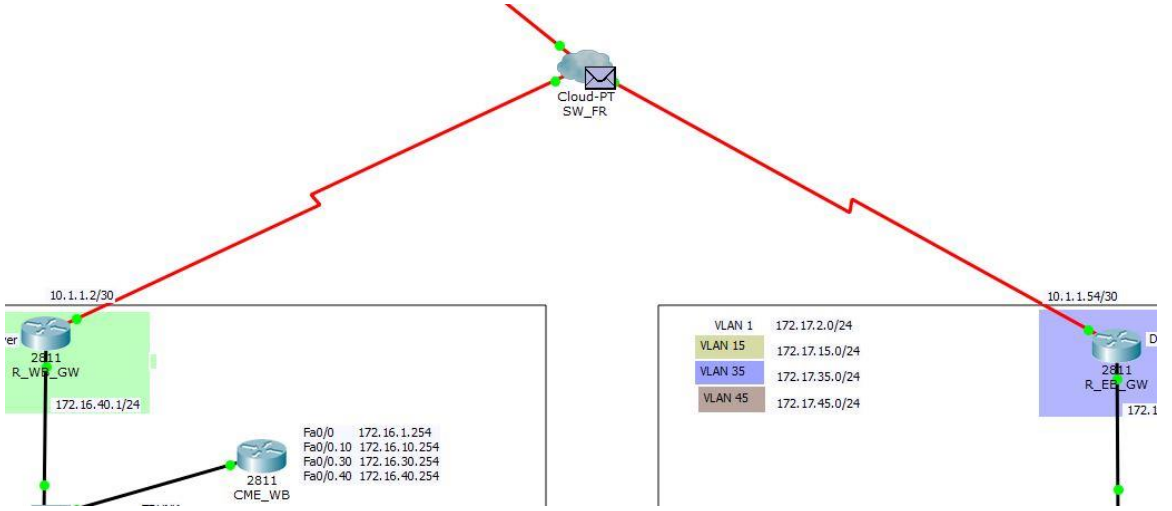 Cloud-PT
SW_FR
10.1.1.2/30
2811
R_WB_GW
172.16.40.1/24
2811
CME_WB
Fa0/0 172.16.1.254
Fa0/0.10 172.16.10.254
Fa0/0.30 172.16.30.254
Fa0/0.40 172.16.40.254
VLAN 1 172.17.2.0/24
VLAN 15 172.17.15.0/24
VLAN 35 172.17.35.0/24
VLAN 45 172.17.45.0/24
10.1.1.54/30
2811
R_EB_GW